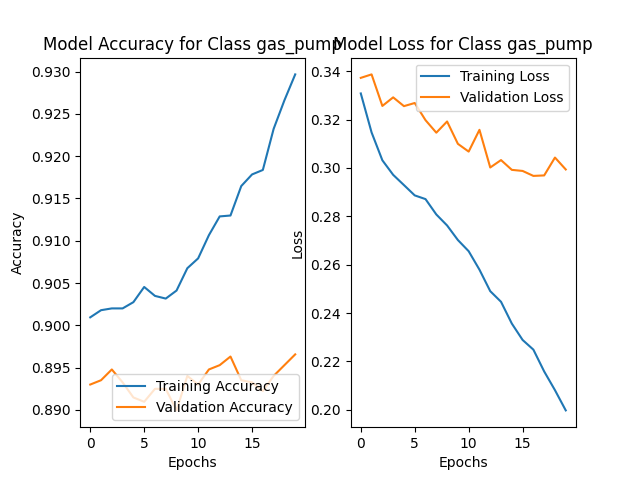 Model Accuracy for Class gas_pump
0.930
0.925
0.920
0.915
0.910
0.905
0.900
0.895
0.890
Accuracy
0
5
10
15
Epochs
Training Accuracy
Validation Accuracy
Model Loss for Class gas_pump
0.34
0.32
0.30
0.28
0.26
0.24
0.22
0.20
Loss
0
5
10
15
Epochs
Training Loss
Validation Loss